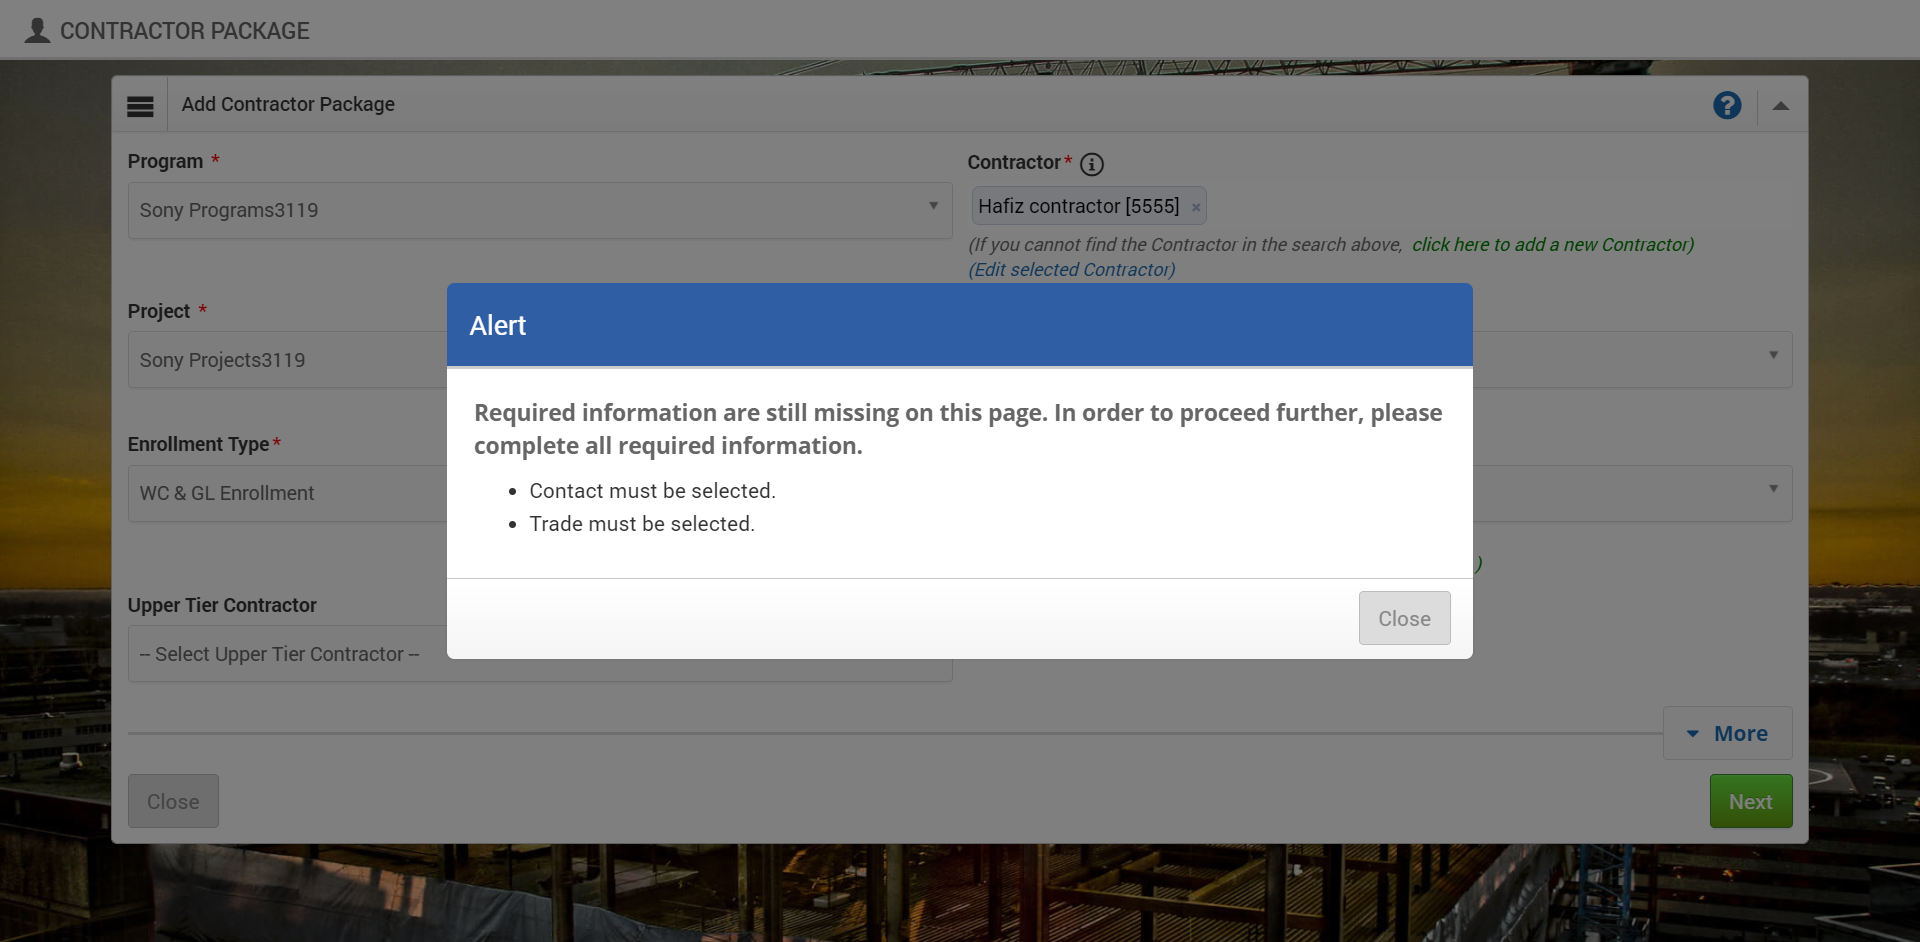 CONTRACTOR PACKAGE
Add Contractor Package
?
Program *
Contractor * i
Sony Programs3119
Hafiz contractor [5555] ×
(If you cannot find the Contractor in the search above, click here to add a new Contractor)
(Edit selected Contractor)
Project *
Sony Projects3119
Enrollment Type *
WC & GL Enrollment
)
Upper Tier Contractor
-- Select Upper Tier Contractor --
Alert
Required information are still missing on this page. In order to proceed further, please
complete all required information.
• Contact must be selected.
• Trade must be selected.
Close
More
Close
Next